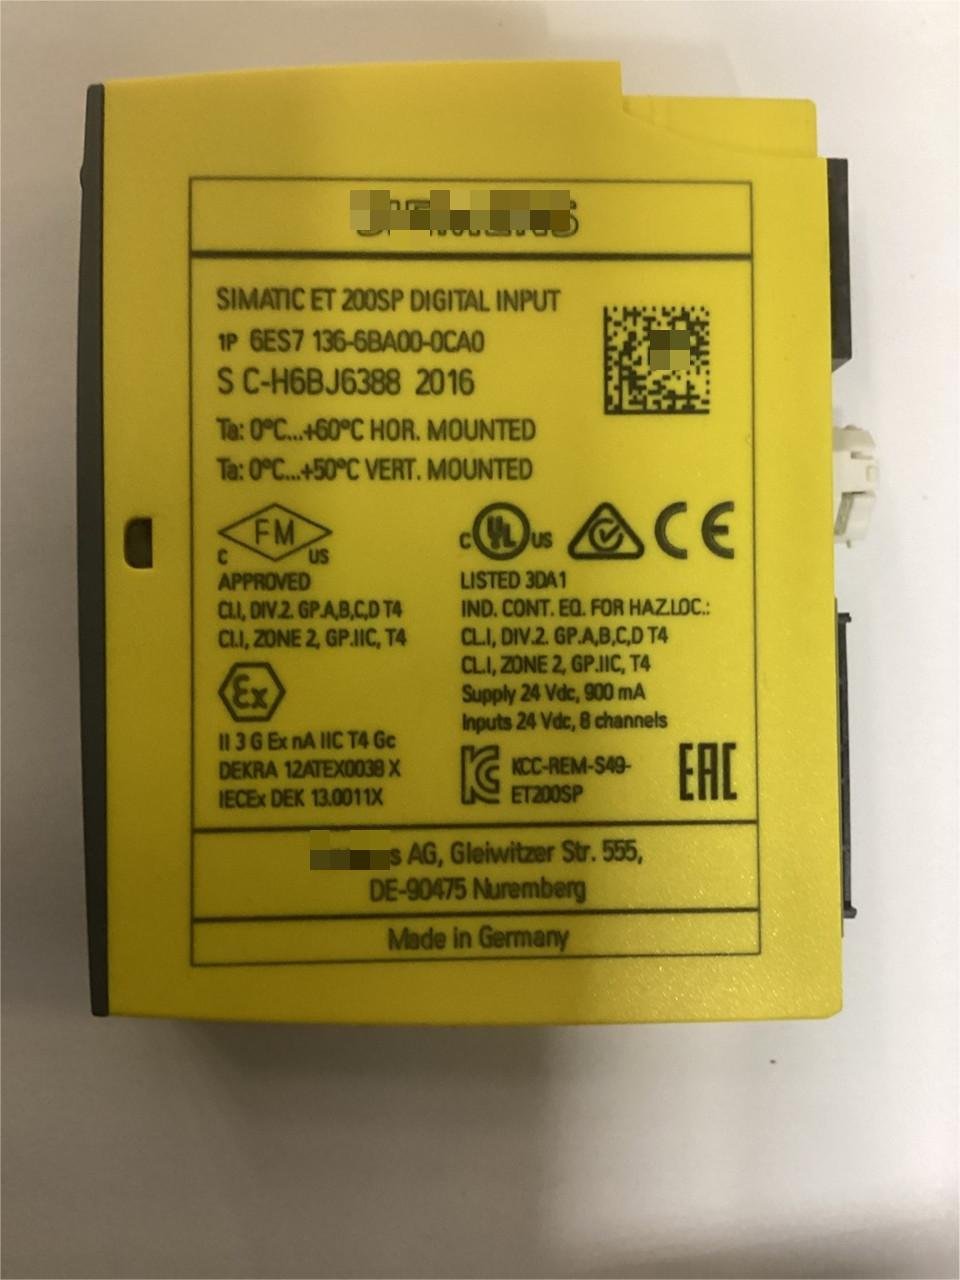 SIMATIC ET 200SP DIGITAL INPUT
1P 6ES7 136-6BA00-0CA0
S C-H6BJ6388 2016
Ta: 0°C...+60°C HOR. MOUNTED
Ta: 0°C...+50°C VERT. MOUNTED
FM
C US
APPROVED
CL.I, DIV.2. GP.A,B,C,D T4
CL.I, ZONE 2, GP.IIC, T4
Ex
II 3 G Ex nA IIC T4 Gc
DEKRA 12ATEX0038 X
IECEx DEK 13.0011X
C UL US CE
LISTED 3DA1
IND. CONT. EQ. FOR HAZ.LOC.:
CL.I, DIV.2. GP.A,B,C,D T4
CL.I, ZONE 2, GP.IIC, T4
Supply 24 Vdc, 900 mA
Inputs 24 Vdc, 8 channels
KCC-REM-S49-
ET200SP
EAC
AG, Gleiwitzer Str. 555,
DE-90475 Nuremberg
Made in Germany